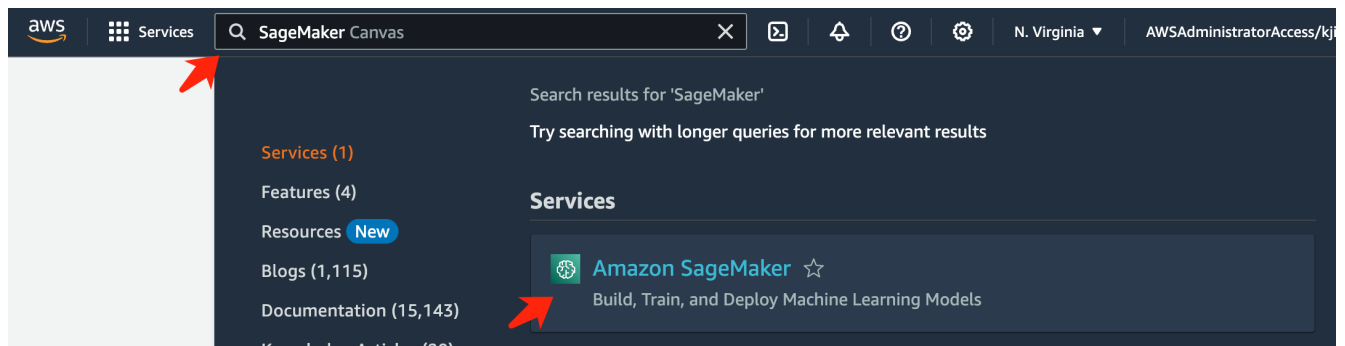 aws
Services
SageMaker Canvas
N. Virginia
AWSAdministratorAccess/kji
Search results for 'SageMaker'
Try searching with longer queries for more relevant results
Services (1)
Features (4)
Resources New
Blogs (1,115)
Documentation (15,143)
Services
Amazon SageMaker
Build, Train, and Deploy Machine Learning Models